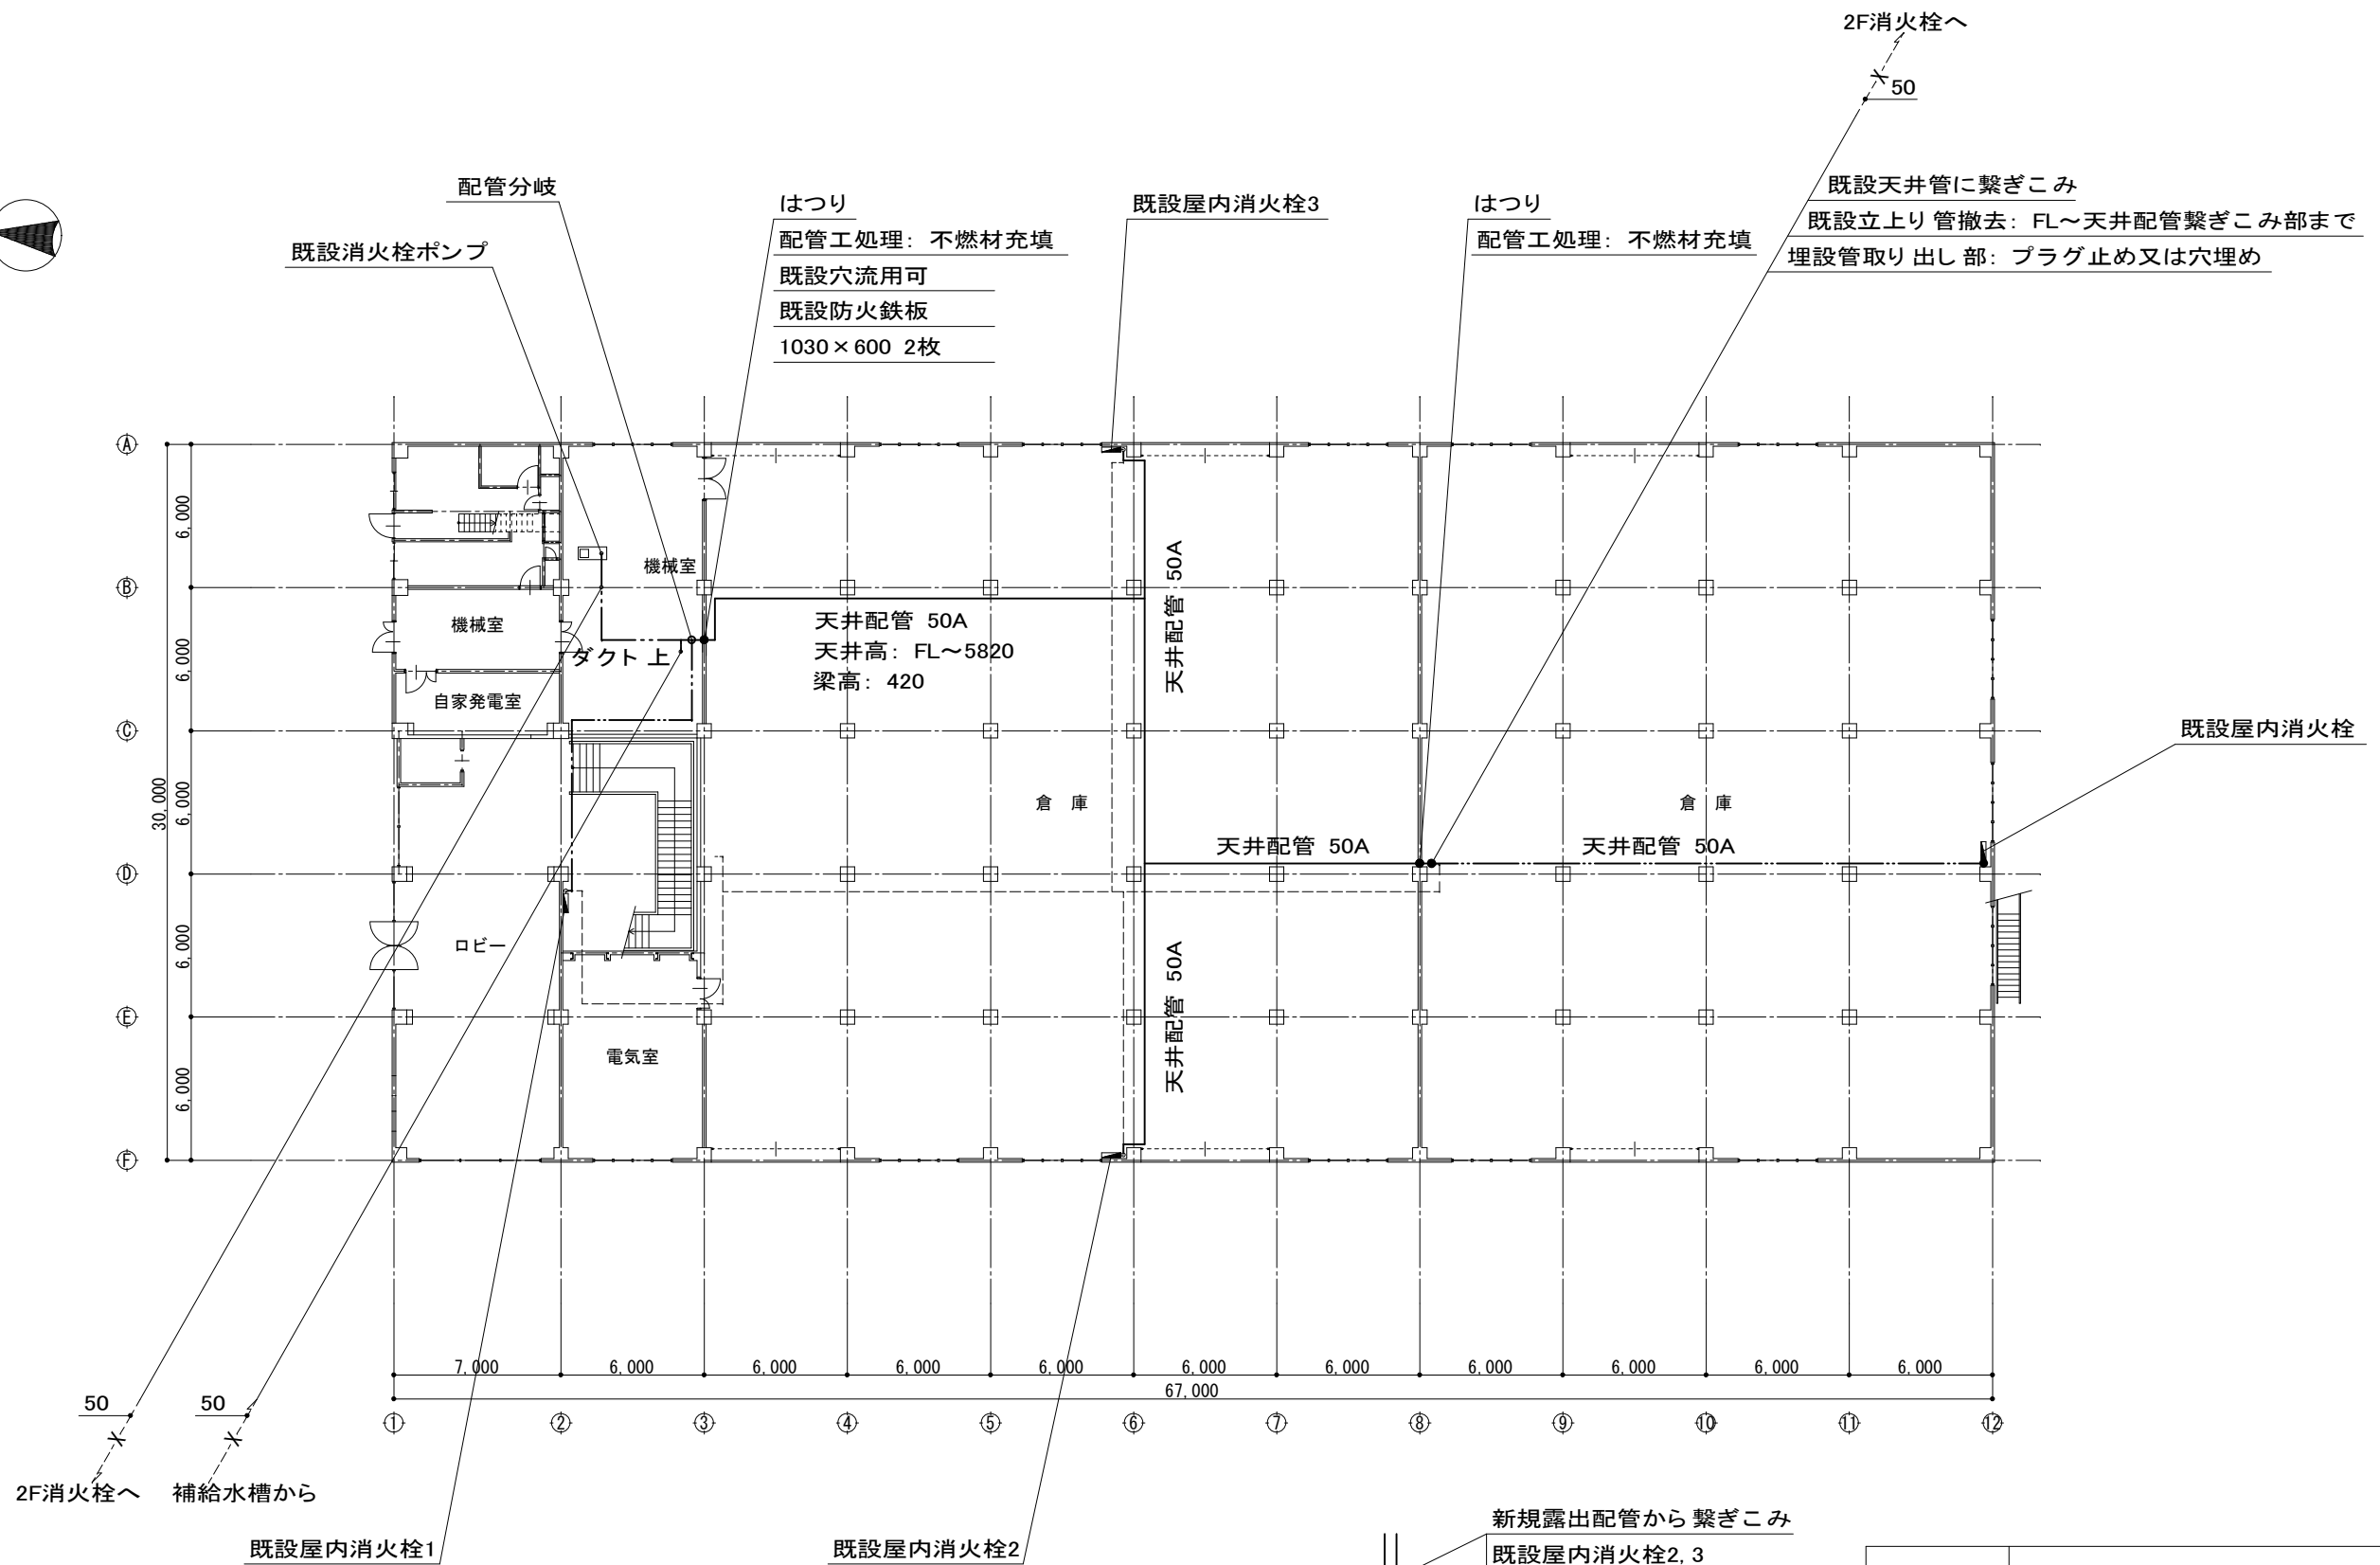 2F消火栓へ
50
配管分岐
既設消火栓ポンプ
はつり
配管工処理: 不燃材充填
既設穴流用可
既設防火鉄板
1030×600 2枚
既設屋内消火栓3
はつり
配管工処理: 不燃材充填
既設天井管に繋ぎこみ
既設立上り管撤去: FL～天井配管繋ぎこみ部まで
埋設管取り出し部: プラグ止め又は穴埋め
A
B
C
D
E
F
6,000
6,000
6,000
6,000
6,000
30,000
機械室
機械室
自家発電室
ダクト上
天井配管 50A
天井高: FL～5820
梁高: 420
天井配管 50A
既設屋内消火栓
倉 庫
倉 庫
天井配管 50A
天井配管 50A
ロビー
天井配管 50A
電気室
7,000
6,000
6,000
6,000
6,000
6,000
6,000
6,000
6,000
6,000
6,000
67,000
1
2
3
4
5
6
7
8
9
10
11
12
50
50
2F消火栓へ
補給水槽から
既設屋内消火栓1
既設屋内消火栓2
新規露出配管から繋ぎこみ
既設屋内消火栓2,3